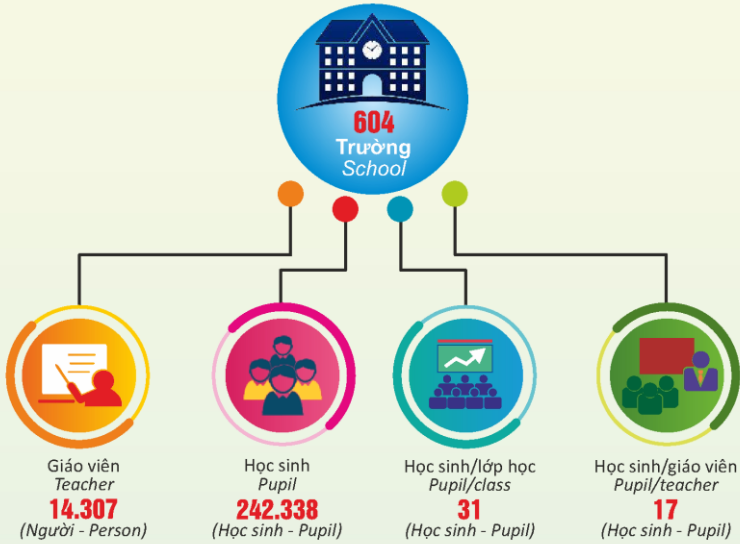 604
Trường
School
Giáo viên
Teacher
14.307
(Người - Person)
Học sinh
Pupil
242.338
(Học sinh - Pupil)
Học sinh/lớp học
Pupil/class
31
(Học sinh - Pupil)
Học sinh/giáo viên
Pupil/teacher
17
(Học sinh - Pupil)